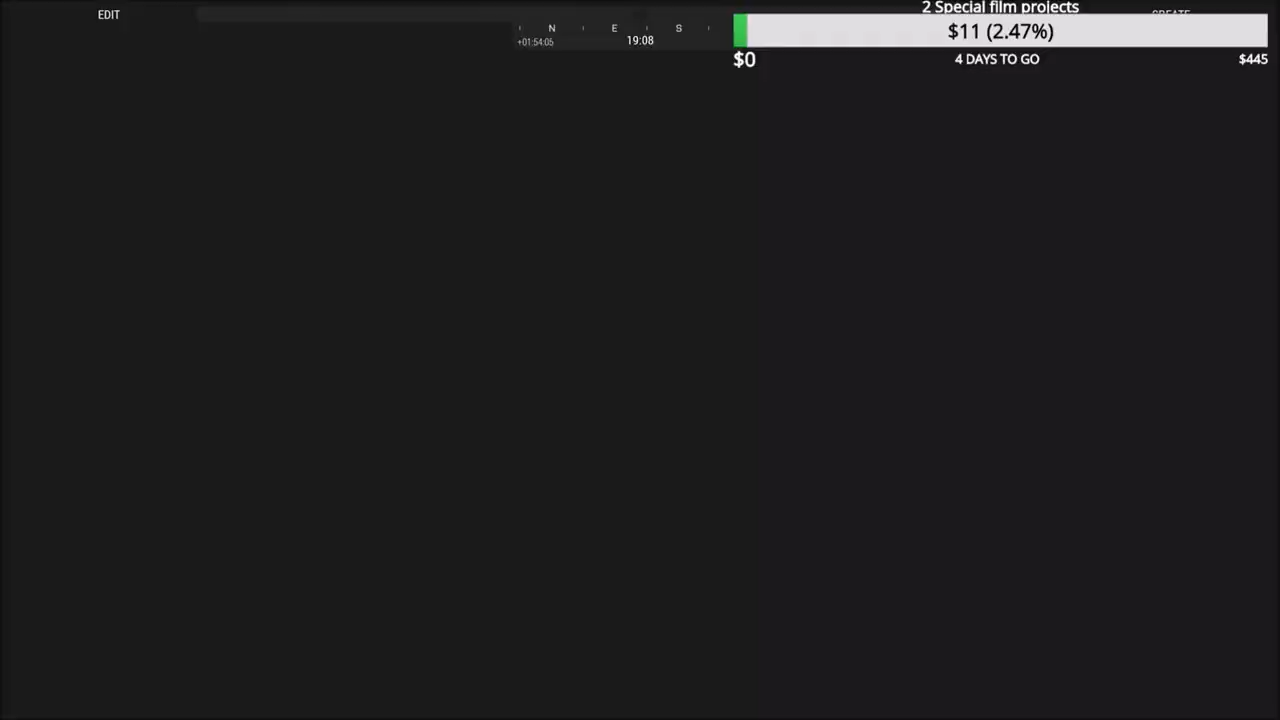 EDIT
N E S
+01:54:05
19:08
2 Special film projects
CREATE
$11 (2.47%)
$0
4 DAYS TO GO
$445